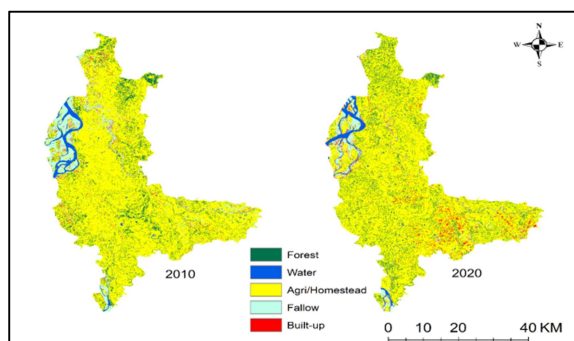 N
W E
S
Forest
Water
2010 Agri/Homestead 2020
Fallow
Built-up
0 10 20 40 KM